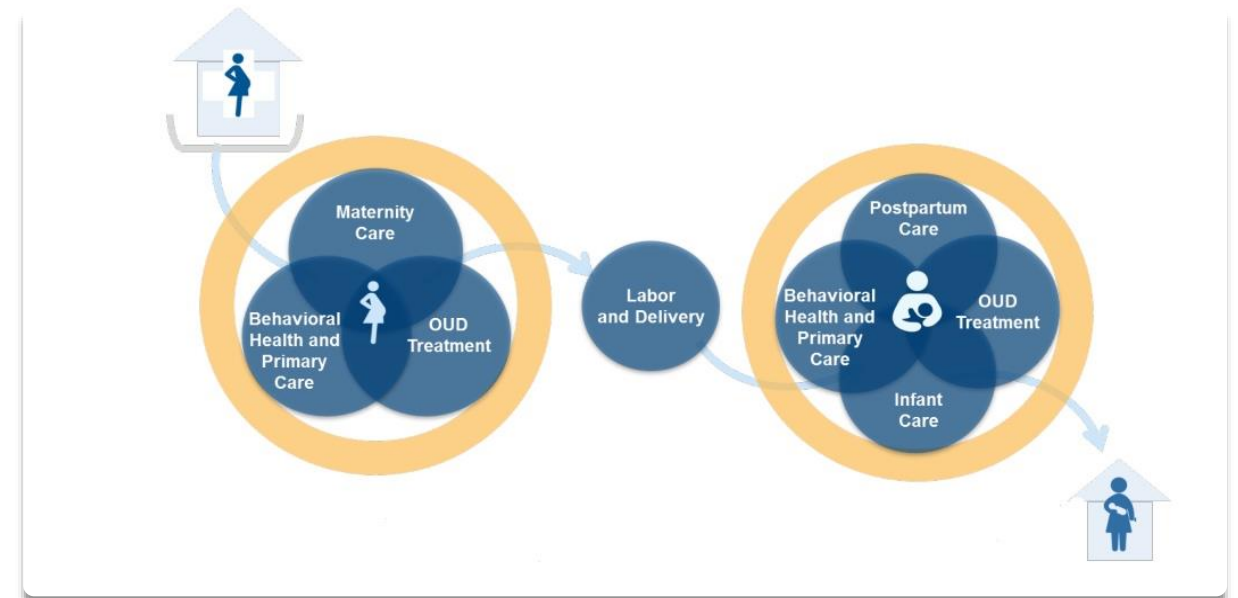 Maternity
Care
Behavioral
Health and
Primary
Care
OUD
Treatment
Labor
and Delivery
Postpartum
Care
Behavioral
Health and
Primary
Care
OUD
Treatment
Infant
Care